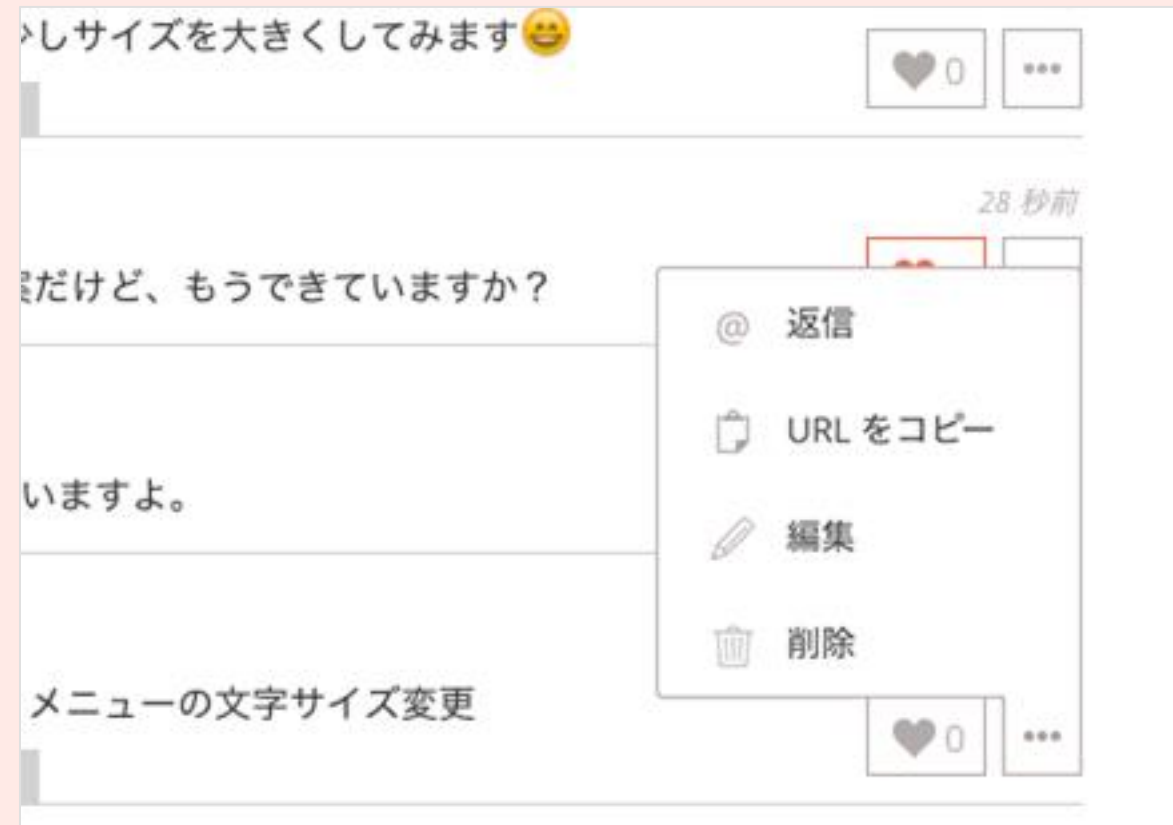 しサイズを大きくしてみます😄
0
28 秒前
だけど、もうできていますか？
@ 返信
URL をコピー
いますよ。
編集
削除
メニューの文字サイズ変更
0